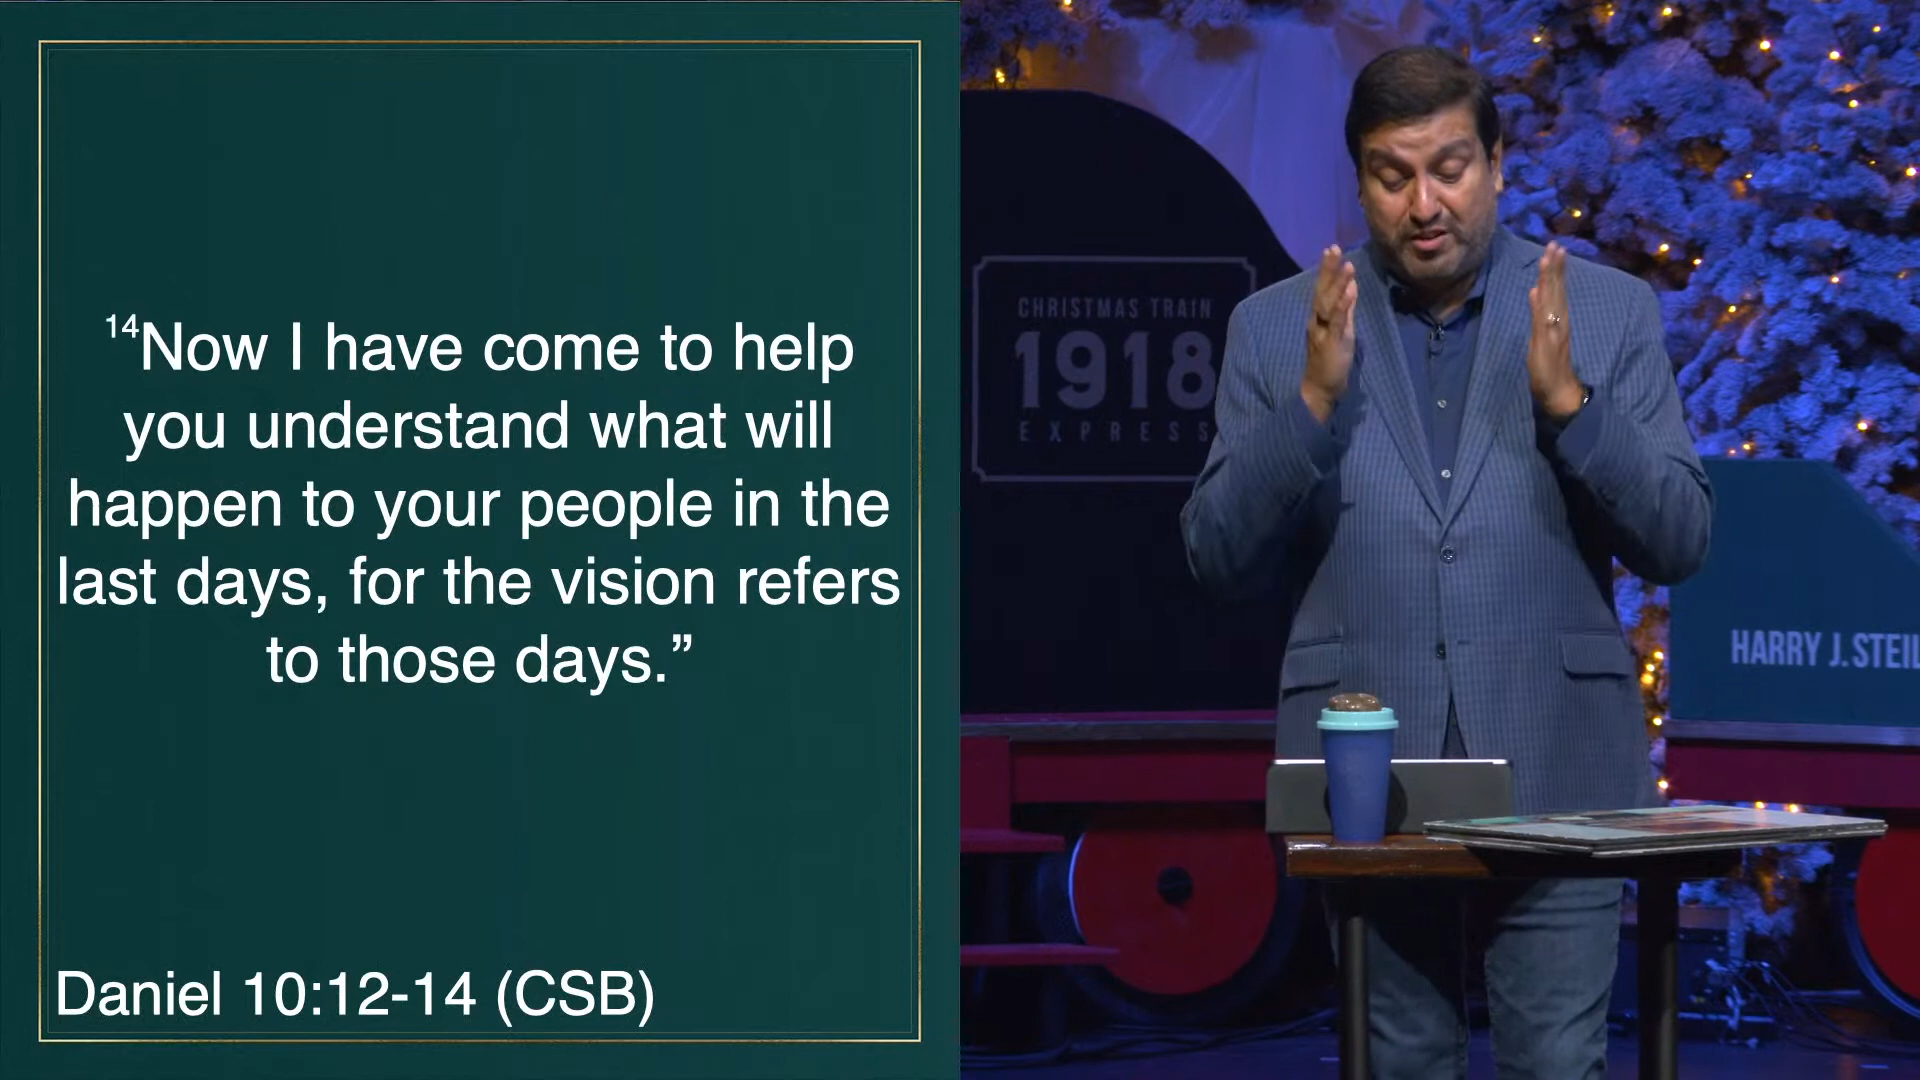 ¹⁴Now I have come to help
you understand what will
happen to your people in the
last days, for the vision refers
to those days.”
Daniel 10:12-14 (CSB)
CHRISTMAS TRAIN
1918
EXPRESS
HARRY J. STEIL